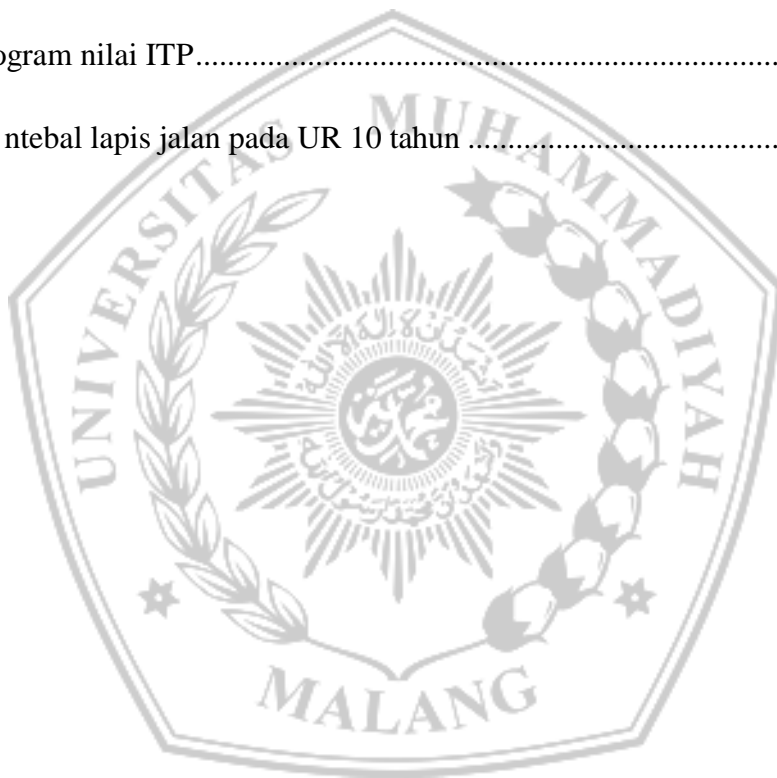 ogram nilai ITP..........................................................................
ntebal lapis jalan pada UR 10 tahun .......................................
UNIVERSITAS MUHAMMADIYAH
MALANG